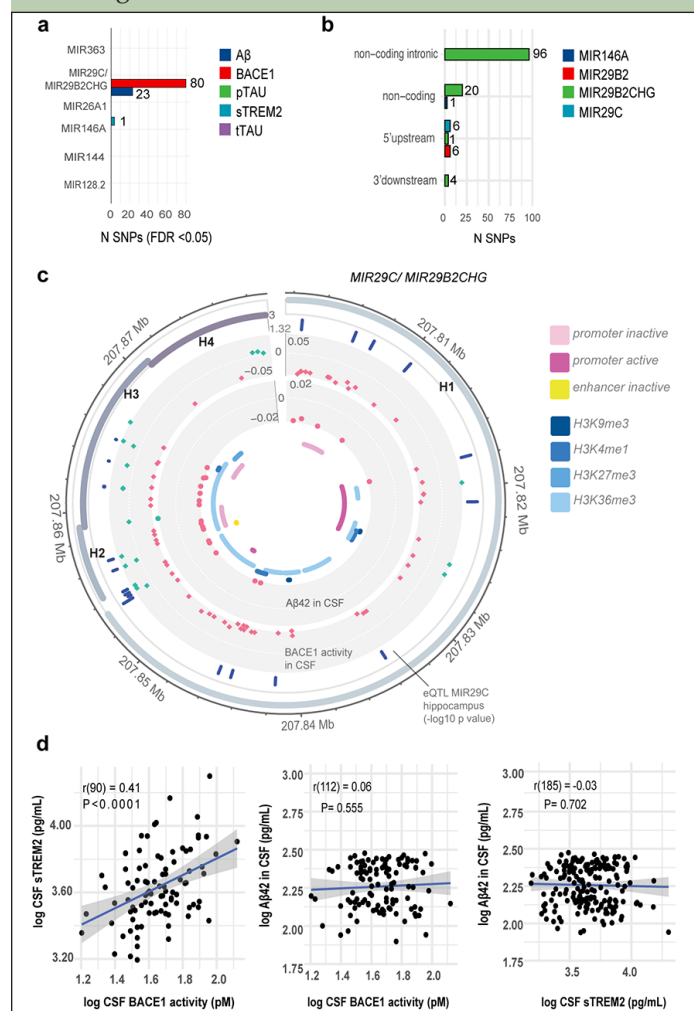 a
MIR363
MIR29C/
MIR29B2CHG
MIR26A1
MIR146A
MIR144
MIR128.2
80
23
1
0 20 40 60 80
N SNPs (FDR <0.05)
Aβ
BACE1
pTAU
sTREM2
tTAU
b
non−coding intronic
non−coding
5'upstream
3'downstream
96
20
1
6
1
6
4
0 25 50 75 100
N SNPs
MIR146A
MIR29B2
MIR29B2CHG
MIR29C
c
MIR29C/ MIR29B2CHG
207.81 Mb
207.82 Mb
207.83 Mb
207.84 Mb
207.85 Mb
207.86 Mb
207.87 Mb
H1
H2
H3
H4
3
1.32
0.05
0
−0.05
0.02
0
−0.02
Aβ42 in CSF
BACE1 activity
in CSF
eQTL MIR29C
hippocampus
(-log10 p value)
promoter inactive
promoter active
enhancer inactive
H3K9me3
H3K4me1
H3K27me3
H3K36me3
d
r(90) = 0.41
P<0.0001
log CSF sTREM2 (pg/mL)
4.00
3.60
3.20
1.2 1.4 1.6 1.8 2.0
log CSF BACE1 activity (pM)
r(112) = 0.06
P= 0.555
log Aβ42 in CSF (pg/mL)
3.00
2.50
2.25
2.00
1.75
1.2 1.4 1.6 1.8 2.0
log CSF BACE1 activity (pM)
r(185) = -0.03
P= 0.702
log Aβ42 in CSF (pg/mL)
3.00
2.50
2.25
2.00
1.75
3.5 4.0
log CSF sTREM2 (pg/mL)